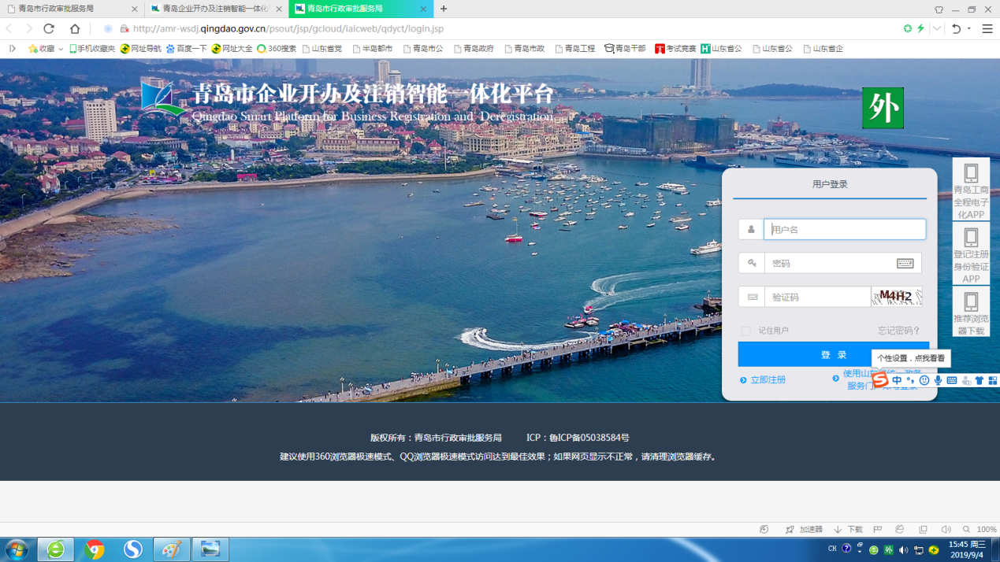 青岛市行政审批服务局
青岛企业开办及注销智能一体化
青岛市行政审批服务局
http://amr-wsdj.qingdao.gov.cn/psout/jsp/gcloud/iaicweb/qdyct/login.jsp
收藏 手机收藏夹 网址导航 百度一下 网址大全 360搜索 山东省党 半岛都市 青岛市公 青岛政府 青岛市政 青岛工程 青岛干部 考试竞赛 山东省公 山东省公 山东省企
青岛市企业开办及注销智能一体化平台
Qingdao Smart Platform for Business Registration and Deregistration
外
用户登录
用户名
密码
验证码
M4H2
记住用户 忘记密码？
登 录
个性设置，点我看看
立即注册
中
青岛工商
全程电子
化APP
登记注册
身份验证
APP
推荐浏览
器下载
版权所有：青岛市行政审批服务局 ICP：鲁ICP备05038584号
建议使用360浏览器极速模式、QQ浏览器极速模式访问达到最佳效果；如果网页显示不正常，请清理浏览器缓存。
加速器 下载 100%
CH 外 15:45 周三
2019/9/4